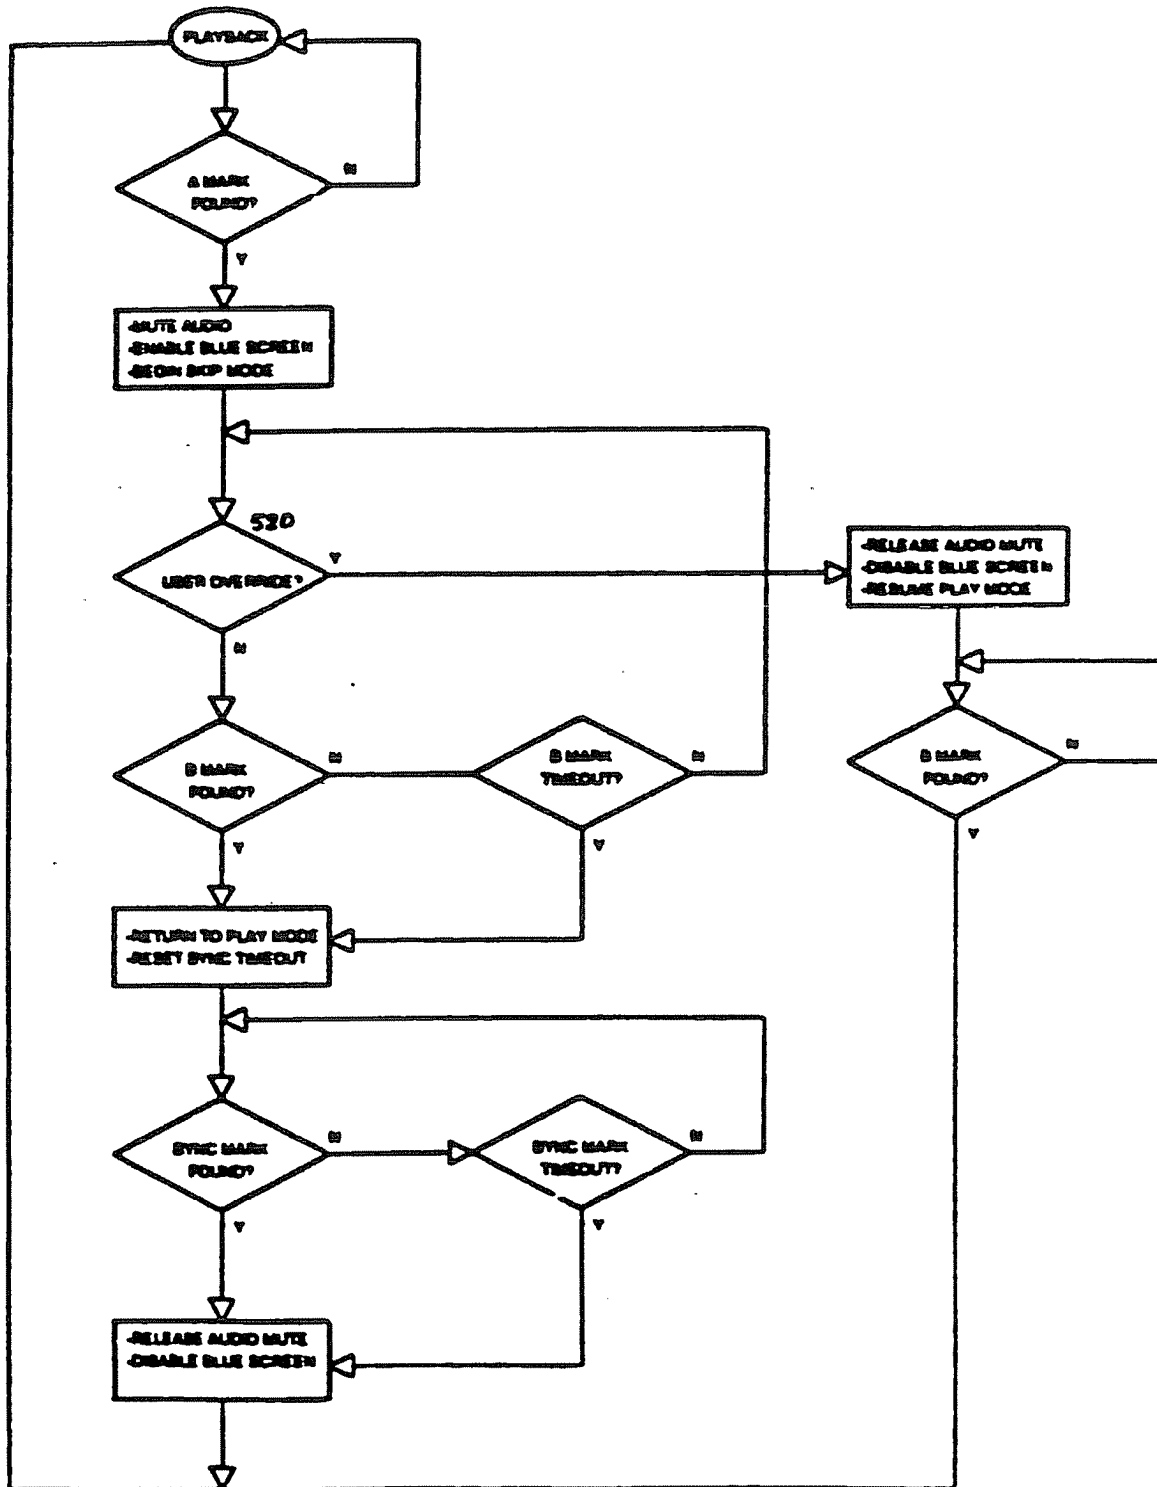 PLAYBACK
N
A MARK
FOUND?
Y
-MUTE AUDIO
-ENABLE BLUE SCREEN
-BEGIN SKIP MODE
580
Y
USER OVERRIDE?
-RELEASE AUDIO MUTE
-DISABLE BLUE SCREEN
-RESUME PLAY MODE
N
B MARK
FOUND?
N
B MARK
TIMEOUT?
N
B MARK
FOUND?
N
Y
Y
Y
-RETURN TO PLAY MODE
-RESET SYNC TIMEOUT
SYNC MARK
FOUND?
N
SYNC MARK
TIMEOUT?
N
Y
Y
-RELEASE AUDIO MUTE
-DISABLE BLUE SCREEN